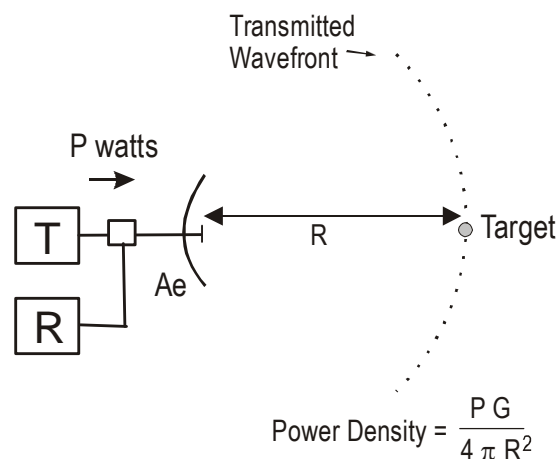 Transmitted
Wavefront
P watts
T
R
Target
Ae
R
Power Density = P G / 4 π R²